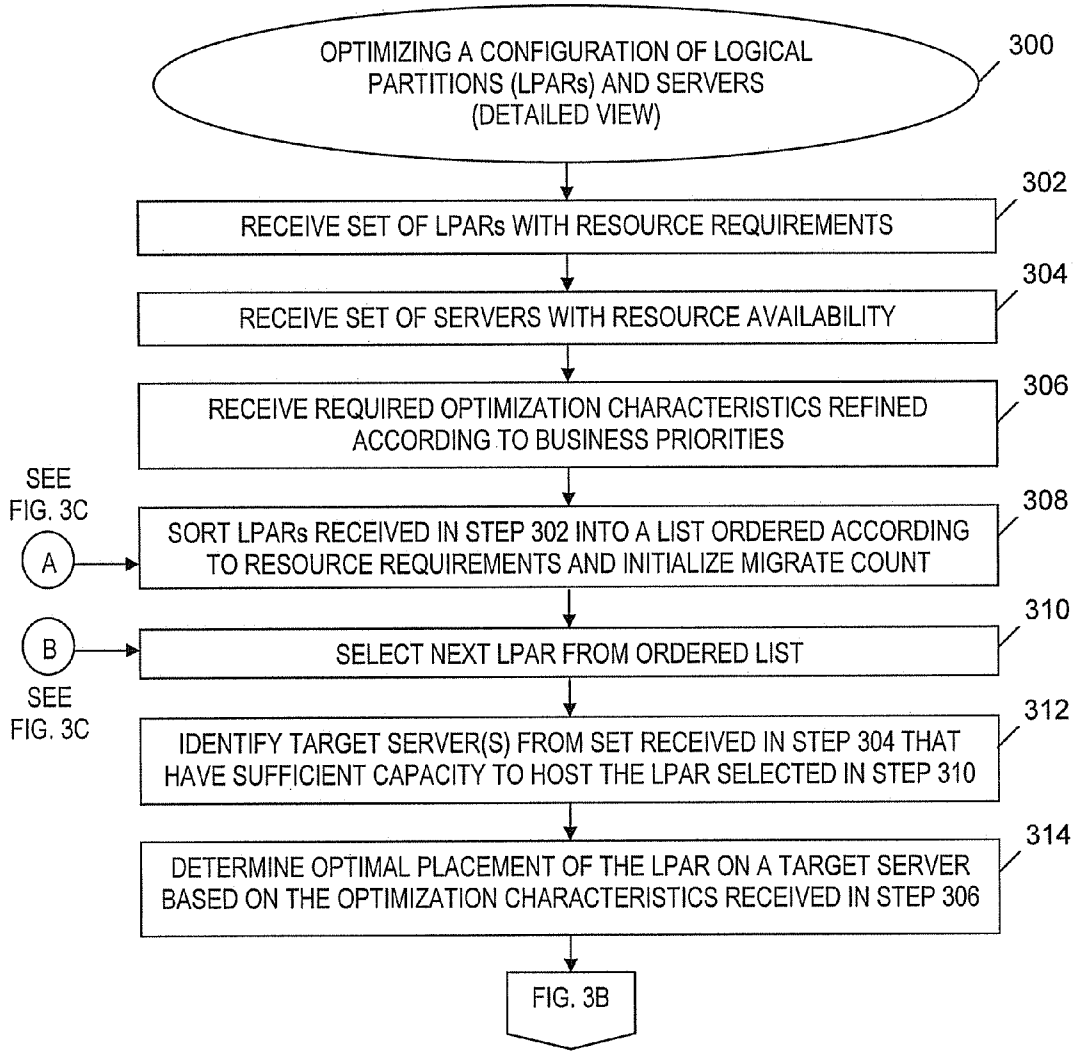 OPTIMIZING A CONFIGURATION OF LOGICAL
PARTITIONS (LPARs) AND SERVERS
(DETAILED VIEW)
300
302
RECEIVE SET OF LPARs WITH RESOURCE REQUIREMENTS
304
RECEIVE SET OF SERVERS WITH RESOURCE AVAILABILITY
306
RECEIVE REQUIRED OPTIMIZATION CHARACTERISTICS REFINED
ACCORDING TO BUSINESS PRIORITIES
SEE
FIG. 3C
A
308
SORT LPARs RECEIVED IN STEP 302 INTO A LIST ORDERED ACCORDING
TO RESOURCE REQUIREMENTS AND INITIALIZE MIGRATE COUNT
310
B
SELECT NEXT LPAR FROM ORDERED LIST
SEE
FIG. 3C
312
IDENTIFY TARGET SERVER(S) FROM SET RECEIVED IN STEP 304 THAT
HAVE SUFFICIENT CAPACITY TO HOST THE LPAR SELECTED IN STEP 310
314
DETERMINE OPTIMAL PLACEMENT OF THE LPAR ON A TARGET SERVER
BASED ON THE OPTIMIZATION CHARACTERISTICS RECEIVED IN STEP 306
FIG. 3B